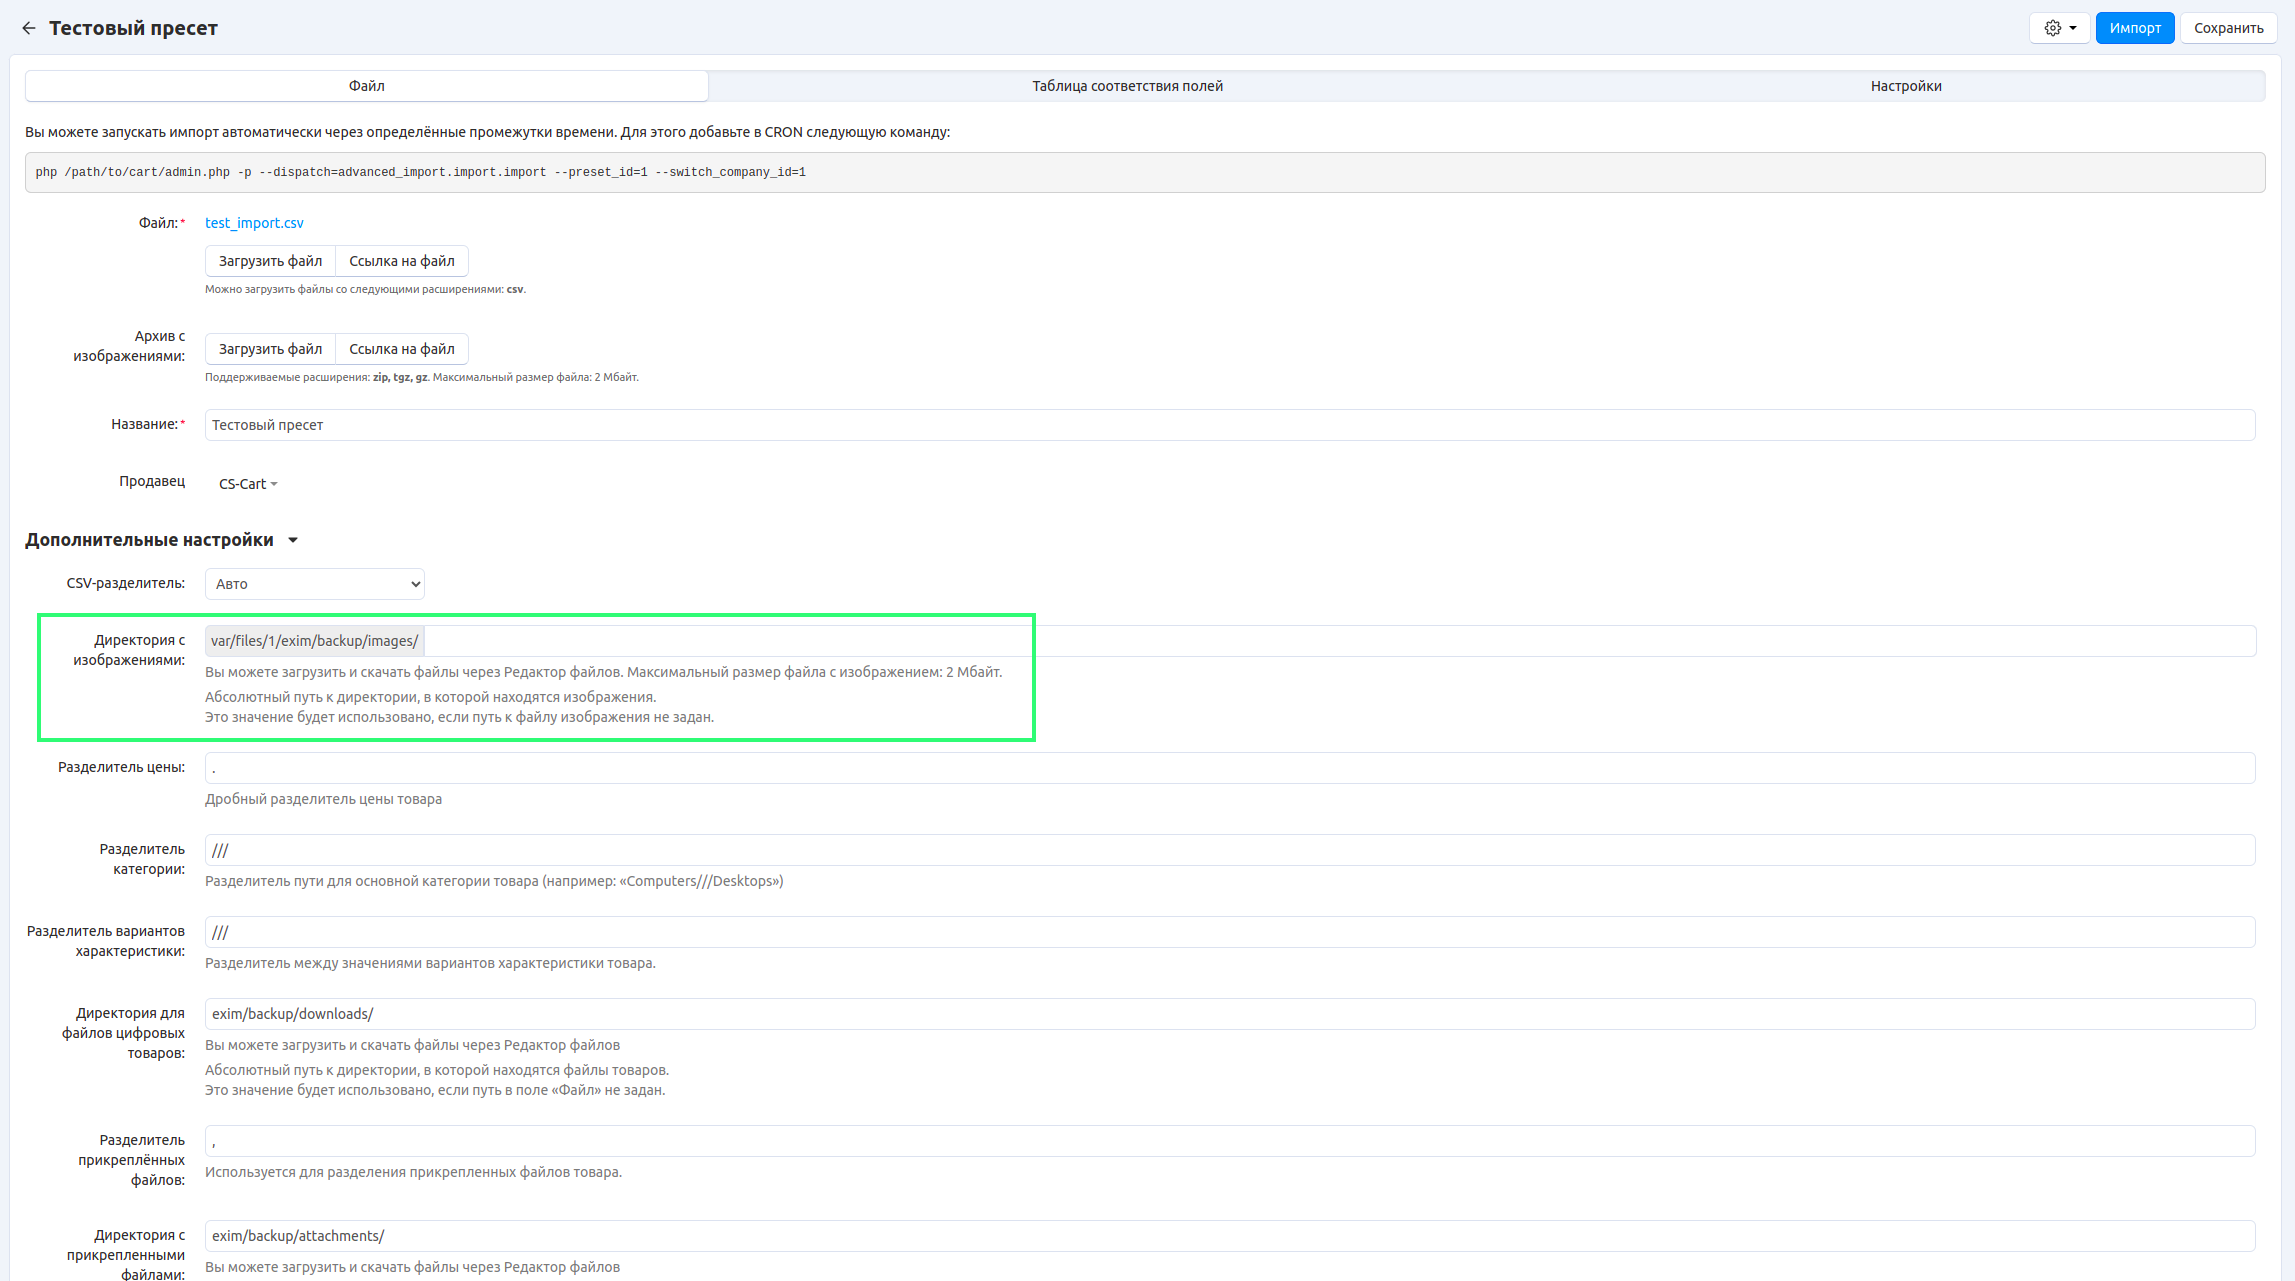 Тестовый пресет
Импорт
Сохранить
Файл
Таблица соответствия полей
Настройки
Вы можете запускать импорт автоматически через определённые промежутки времени. Для этого добавьте в CRON следующую команду:
php /path/to/cart/admin.php -p --dispatch=advanced_import.import.import --preset_id=1 --switch_company_id=1
Файл:*
test_import.csv
Загрузить файл
Ссылка на файл
Можно загрузить файлы со следующими расширениями: csv.
Архив с
изображениями:
Загрузить файл
Ссылка на файл
Поддерживаемые расширения: zip, tgz, gz. Максимальный размер файла: 2 Мбайт.
Название:*
Тестовый пресет
Продавец
CS-Cart
Дополнительные настройки
CSV-разделитель:
Авто
Директория с
изображениями:
var/files/1/exim/backup/images/
Вы можете загрузить и скачать файлы через Редактор файлов. Максимальный размер файла с изображением: 2 Мбайт.
Абсолютный путь к директории, в которой находятся изображения.
Это значение будет использовано, если путь к файлу изображения не задан.
Разделитель цены:
.
Дробный разделитель цены товара
Разделитель
категории:
///
Разделитель пути для основной категории товара (например: «Computers///Desktops»)
Разделитель вариантов
характеристики:
///
Разделитель между значениями вариантов характеристики товара.
Директория для
файлов цифровых
товаров:
exim/backup/downloads/
Вы можете загрузить и скачать файлы через Редактор файлов
Абсолютный путь к директории, в которой находятся файлы товаров.
Это значение будет использовано, если путь в поле «Файл» не задан.
Разделитель
прикреплённых
файлов:
,
Используется для разделения прикрепленных файлов товара.
Директория с
прикрепленными
файлами:
exim/backup/attachments/
Вы можете загрузить и скачать файлы через Редактор файлов